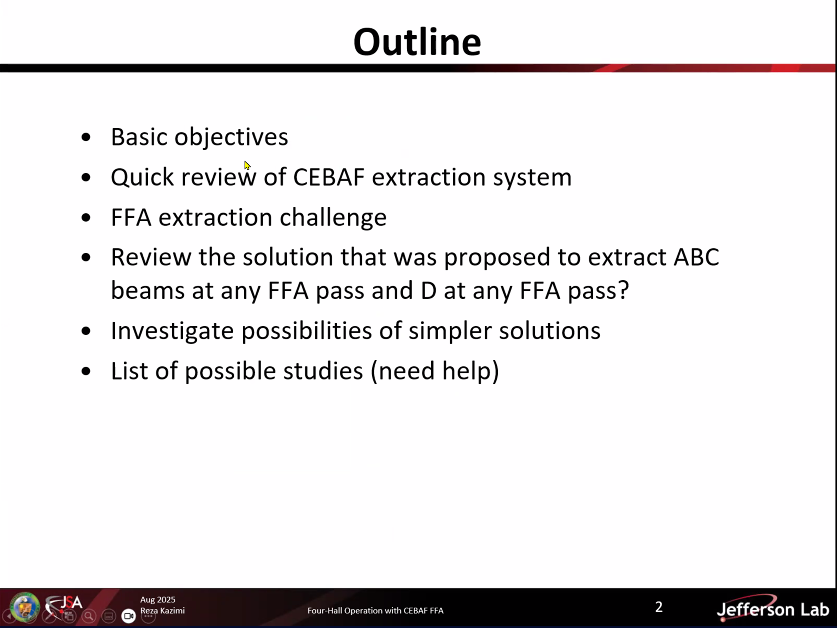 Outline
• Basic objectives
• Quick review of CEBAF extraction system
• FFA extraction challenge
• Review the solution that was proposed to extract ABC
beams at any FFA pass and D at any FFA pass?
• Investigate possibilities of simpler solutions
• List of possible studies (need help)
JSA
Aug 2025
Reza Kazimi
Four-Hall Operation with CEBAF FFA
2
Jefferson Lab